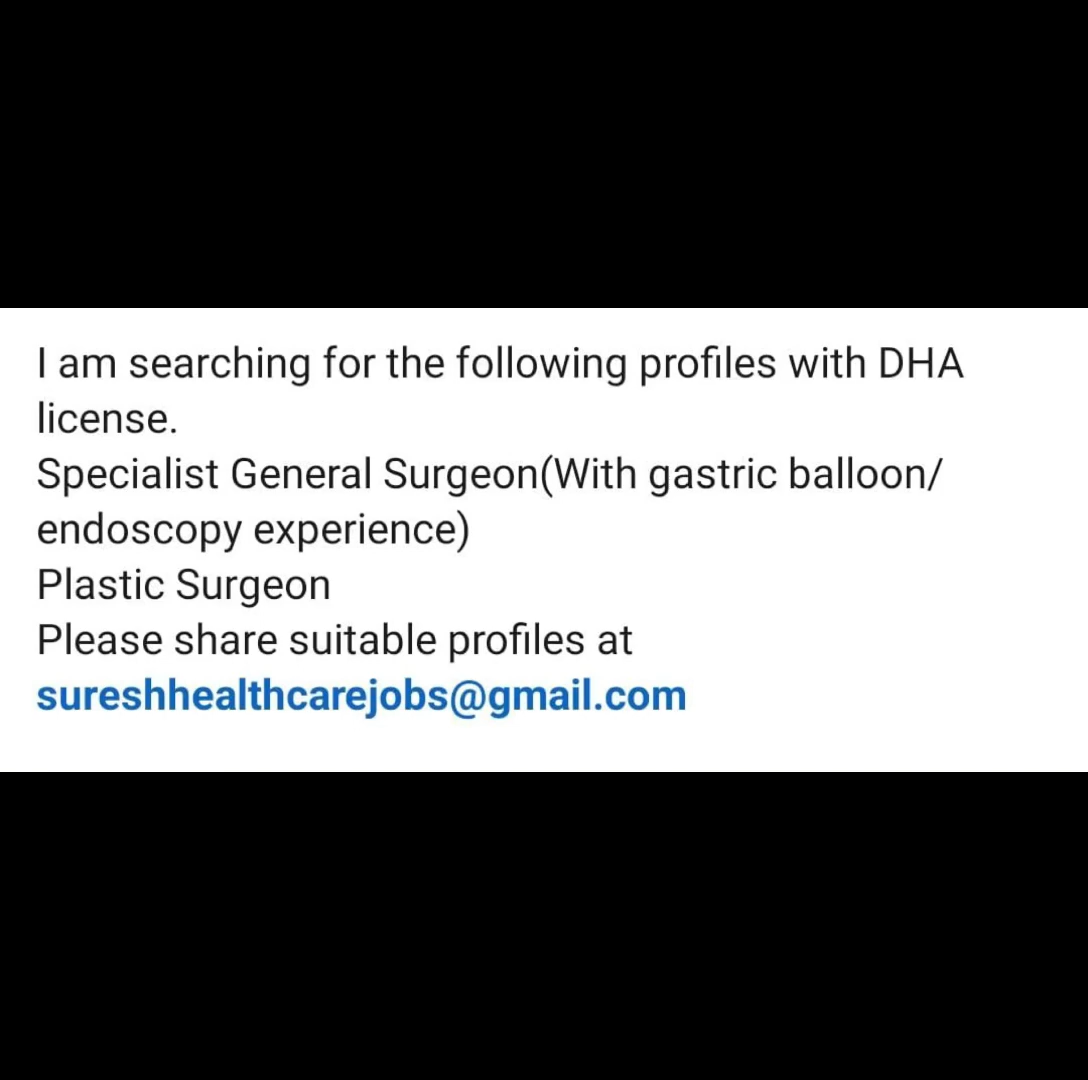 I am searching for the following profiles with DHA
license.
Specialist General Surgeon(With gastric balloon/
endoscopy experience)
Plastic Surgeon
Please share suitable profiles at
sureshhealthcarejobs@gmail.com